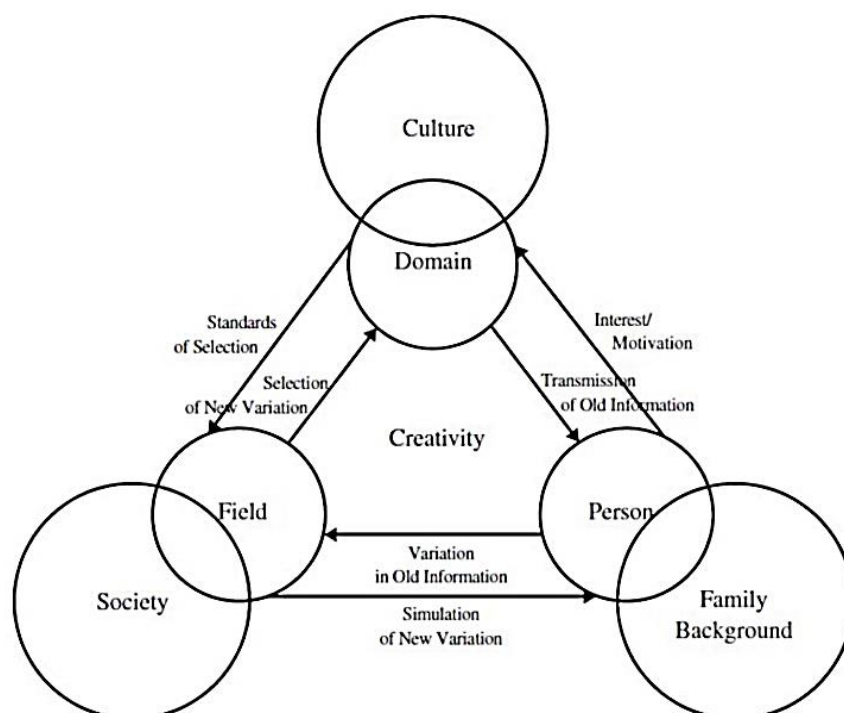 Culture
Domain
Standards
of Selection
Interest/
Motivation
Selection
of New Variation
Transmission
of Old Information
Creativity
Field
Person
Variation
in Old Information
Society
Simulation
of New Variation
Family
Background